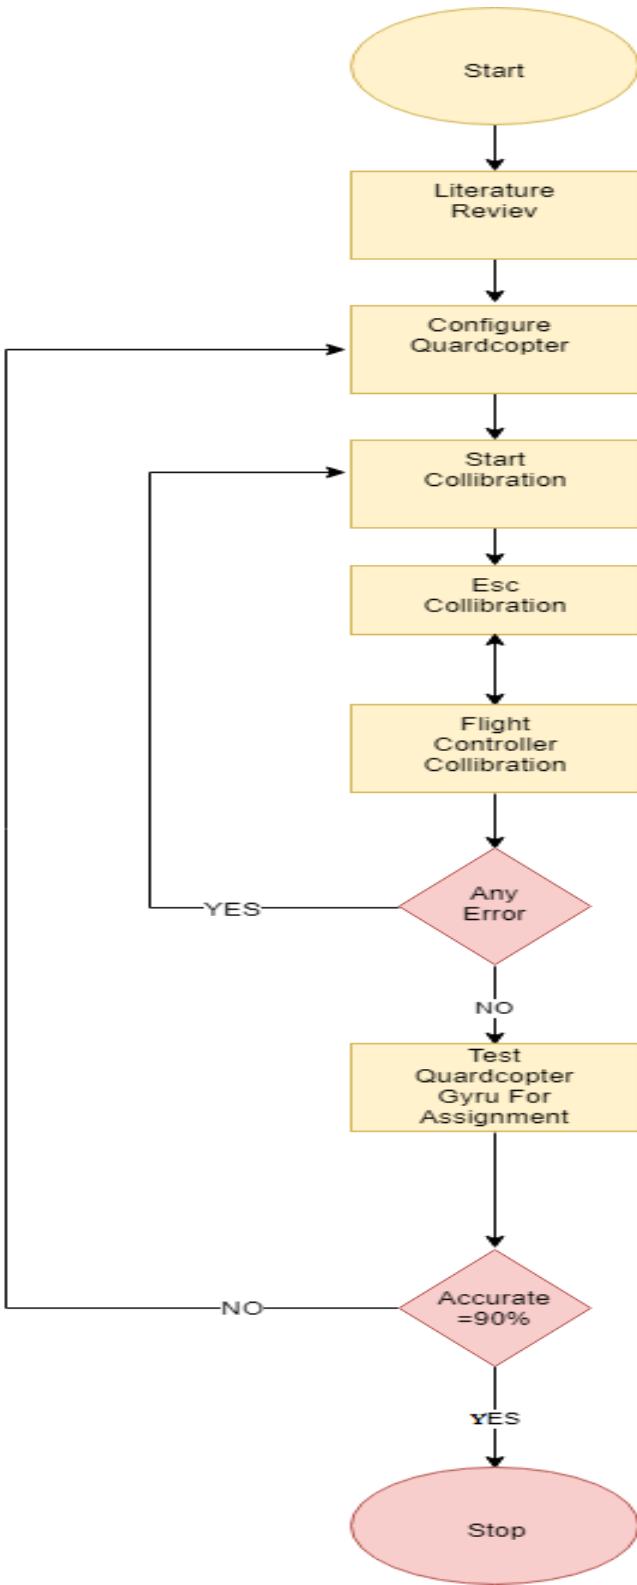 Start
Literature
Reviev
Configure
Quardcopter
Start
Collibration
Esc
Collibration
Flight
Controller
Collibration
Any
Error
YES
NO
Test
Quardcopter
Gyru For
Assignment
Accurate
=90%
NO
YES
Stop